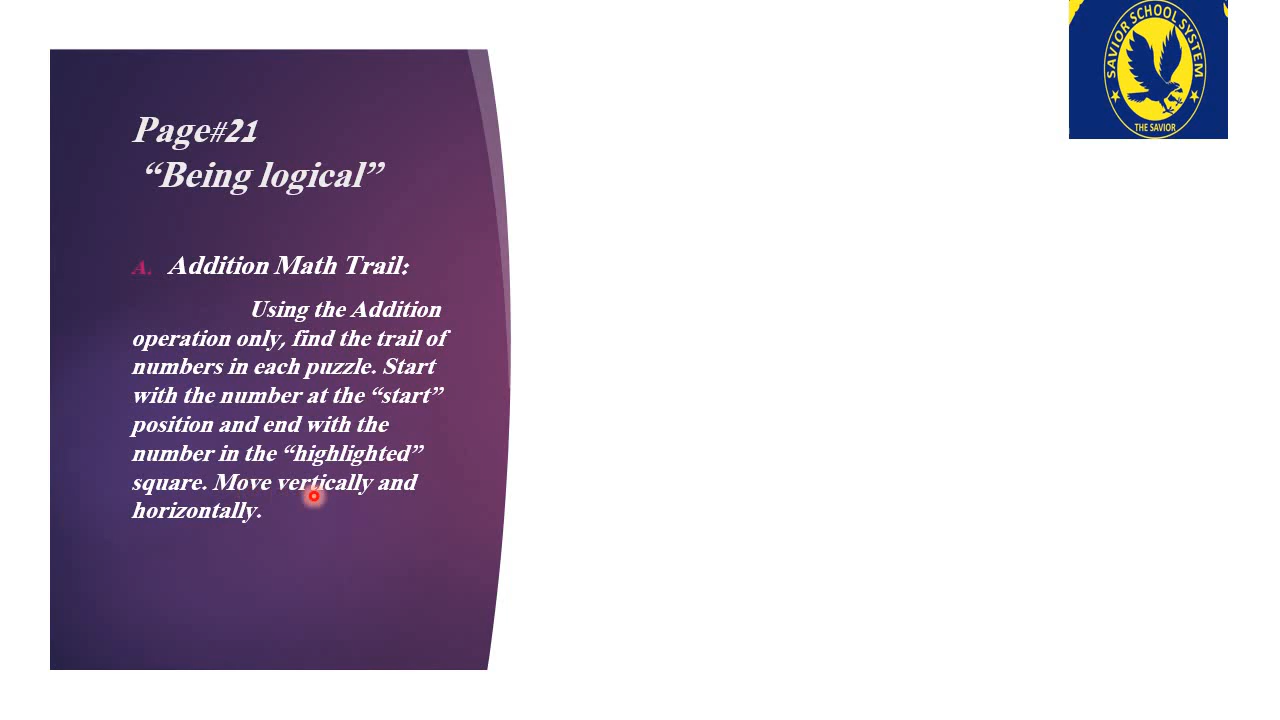 Page#21
“Being logical”
A. Addition Math Trail:
Using the Addition
operation only, find the trail of
numbers in each puzzle. Start
with the number at the “start”
position and end with the
number in the “highlighted”
square. Move vertically and
horizontally.
SAVIOR SCHOOL SYSTEM
THE SAVIOR